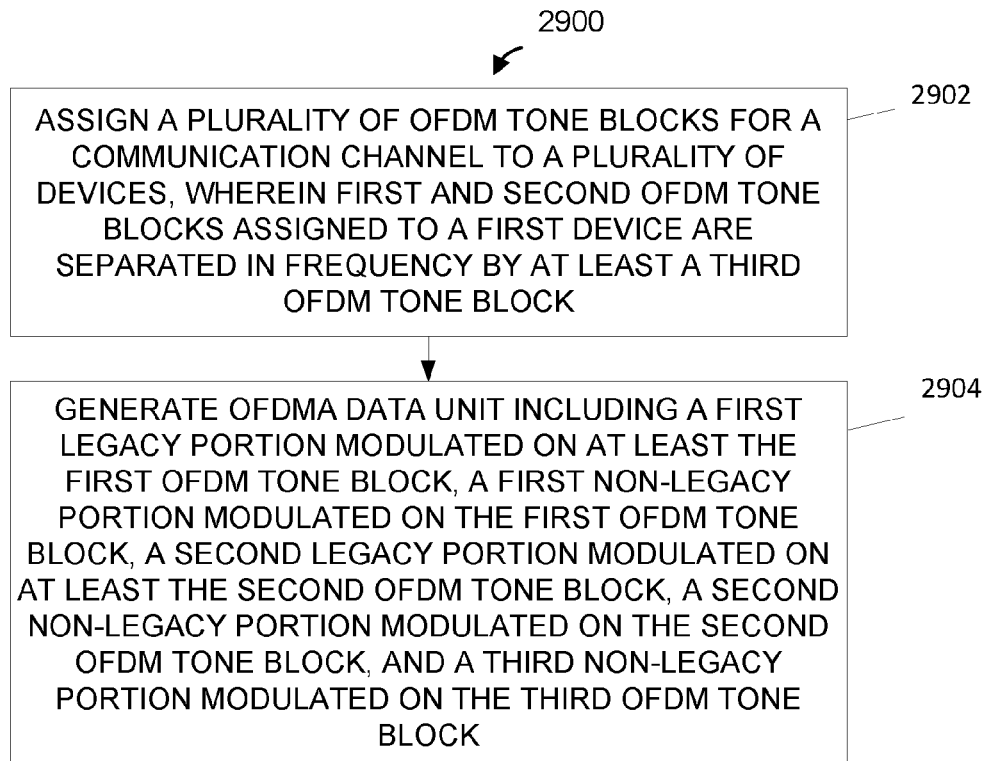 2900
2902
ASSIGN A PLURALITY OF OFDM TONE BLOCKS FOR A
COMMUNICATION CHANNEL TO A PLURALITY OF
DEVICES, WHEREIN FIRST AND SECOND OFDM TONE
BLOCKS ASSIGNED TO A FIRST DEVICE ARE
SEPARATED IN FREQUENCY BY AT LEAST A THIRD
OFDM TONE BLOCK
2904
GENERATE OFDMA DATA UNIT INCLUDING A FIRST
LEGACY PORTION MODULATED ON AT LEAST THE
FIRST OFDM TONE BLOCK, A FIRST NON-LEGACY
PORTION MODULATED ON THE FIRST OFDM TONE
BLOCK, A SECOND LEGACY PORTION MODULATED ON
AT LEAST THE SECOND OFDM TONE BLOCK, A SECOND
NON-LEGACY PORTION MODULATED ON THE SECOND
OFDM TONE BLOCK, AND A THIRD NON-LEGACY
PORTION MODULATED ON THE THIRD OFDM TONE
BLOCK